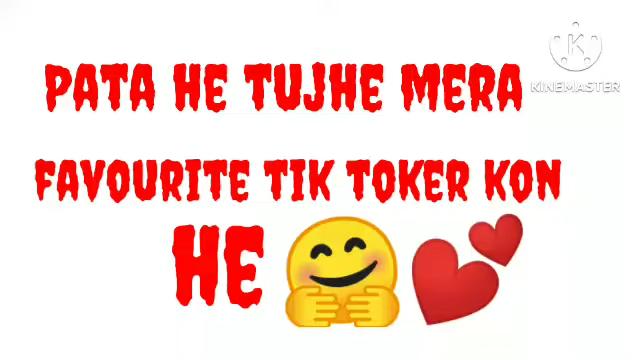 KINEMASTER
PATA HE TUJHE MERA
FAVOURITE TIK TOKER KON
HE